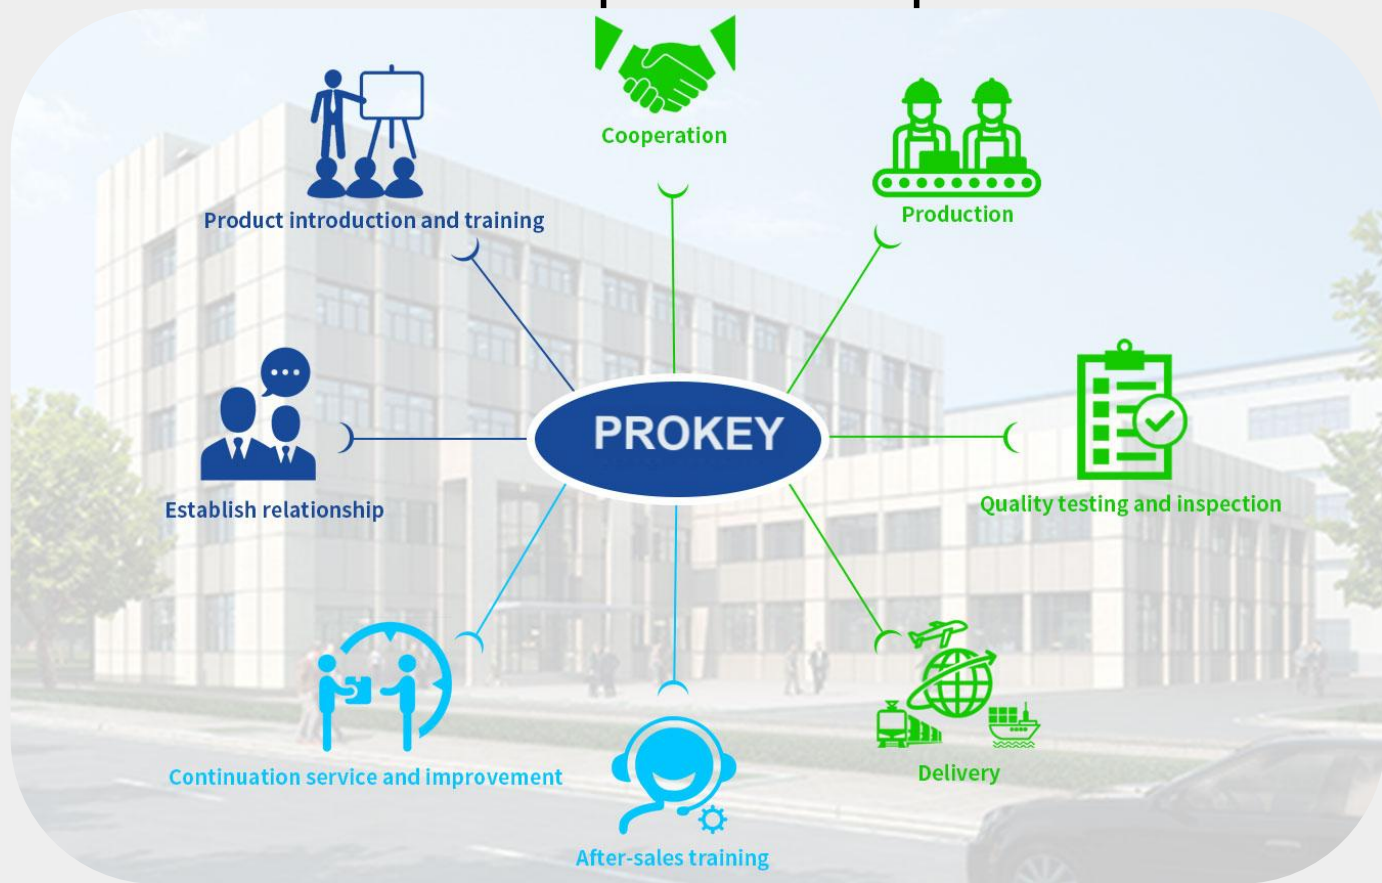 Cooperation
Production
Product introduction and training
PROKEY
Establish relationship
Quality testing and inspection
Continuation service and improvement
Delivery
After-sales training